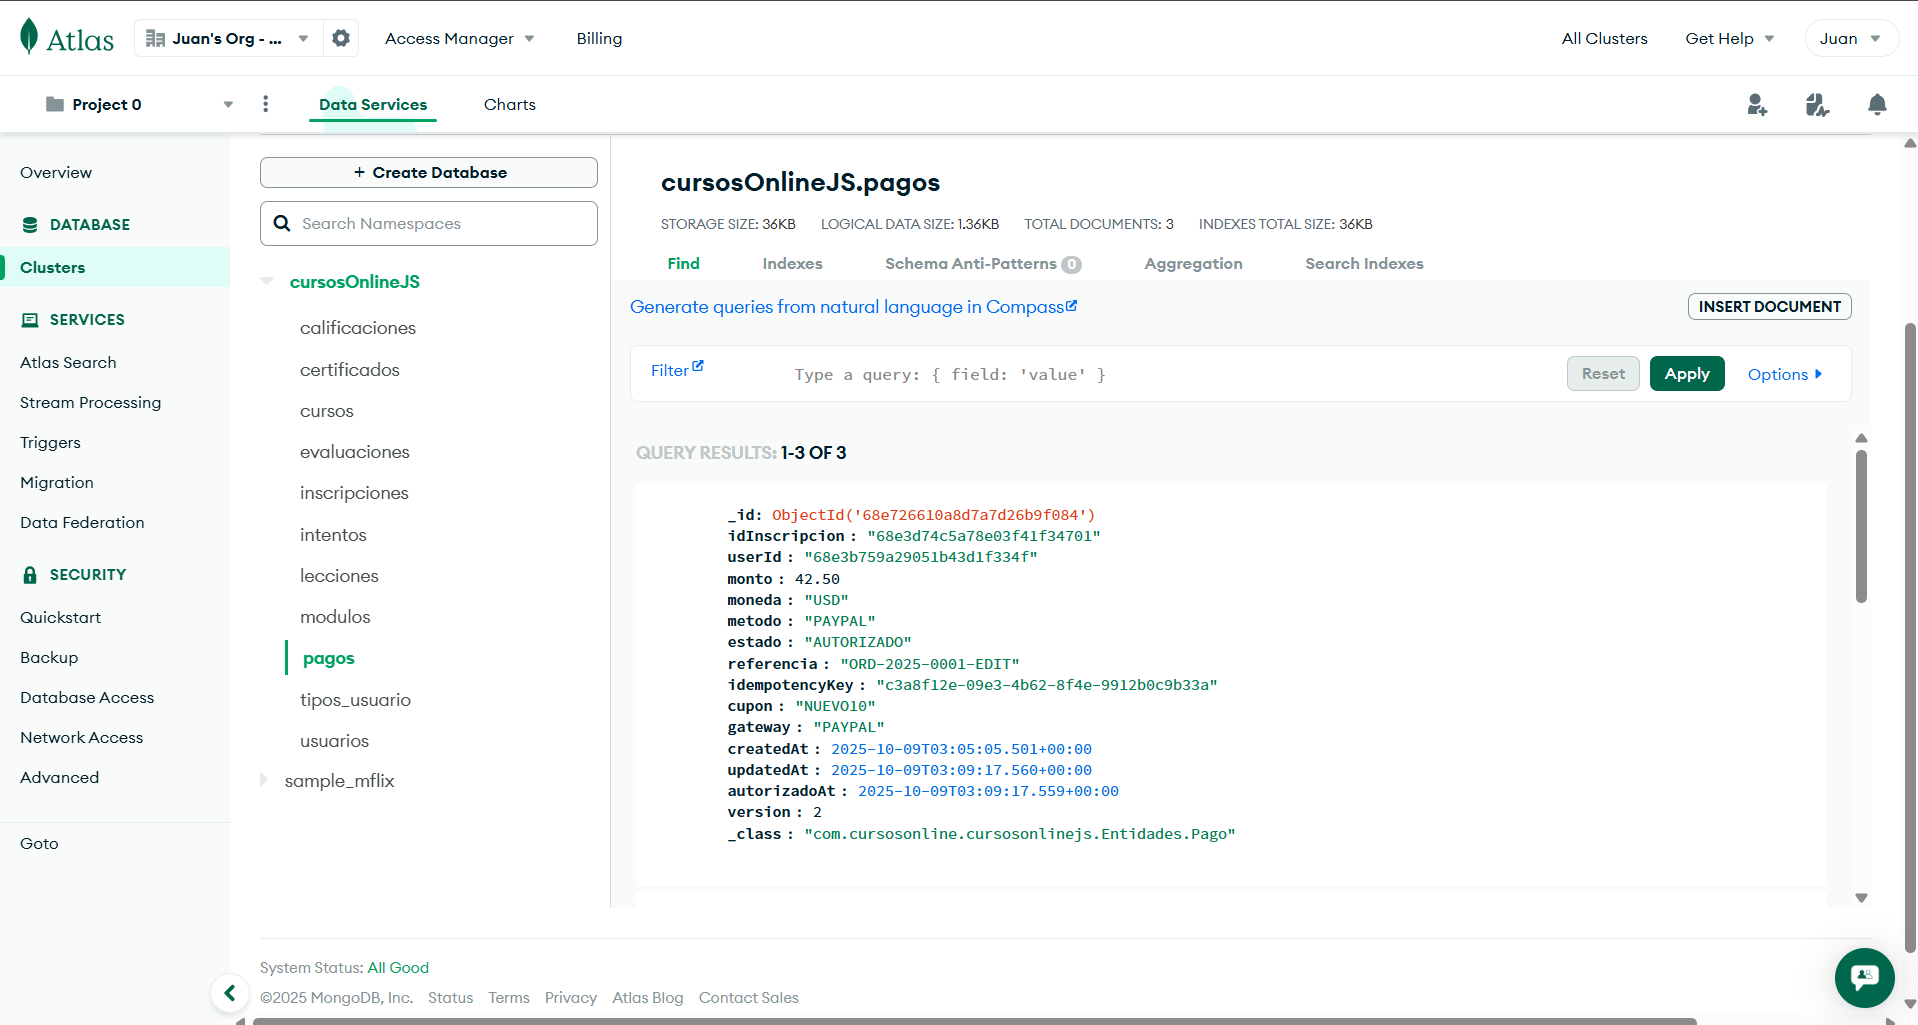 Atlas
Juan's Org - ...
Access Manager
Billing
All Clusters
Get Help
Juan
Project 0
Data Services
Charts
Overview
DATABASE
Clusters
SERVICES
Atlas Search
Stream Processing
Triggers
Migration
Data Federation
SECURITY
Quickstart
Backup
Database Access
Network Access
Advanced
Goto
+ Create Database
Search Namespaces
cursosOnlineJS
calificaciones
certificados
cursos
evaluaciones
inscripciones
intentos
lecciones
modulos
pagos
tipos_usuario
usuarios
sample_mflix
cursosOnlineJS.pagos
STORAGE SIZE: 36KB LOGICAL DATA SIZE: 1.36KB TOTAL DOCUMENTS: 3 INDEXES TOTAL SIZE: 36KB
Find
Indexes
Schema Anti-Patterns 0
Aggregation
Search Indexes
Generate queries from natural language in Compass
INSERT DOCUMENT
Filter
Type a query: { field: 'value' }
Reset
Apply
Options
QUERY RESULTS: 1-3 OF 3
_id: ObjectId('68e726610a8d7a7d26b9f084')
idInscripcion : "68e3d74c5a78e03f41f34701"
userId : "68e3b759a29051b43d1f334f"
monto : 42.50
moneda : "USD"
metodo : "PAYPAL"
estado : "AUTORIZADO"
referencia : "ORD-2025-0001-EDIT"
idempotencyKey : "c3a8f12e-09e3-4b62-8f4e-9912b0c9b33a"
cupon : "NUEVO10"
gateway : "PAYPAL"
createdAt : 2025-10-09T03:05:05.501+00:00
updatedAt : 2025-10-09T03:09:17.560+00:00
autorizadoAt : 2025-10-09T03:09:17.559+00:00
version : 2
_class : "com.cursosonline.cursosonlinejs.Entidades.Pago"
System Status: All Good
©2025 MongoDB, Inc. Status Terms Privacy Atlas Blog Contact Sales